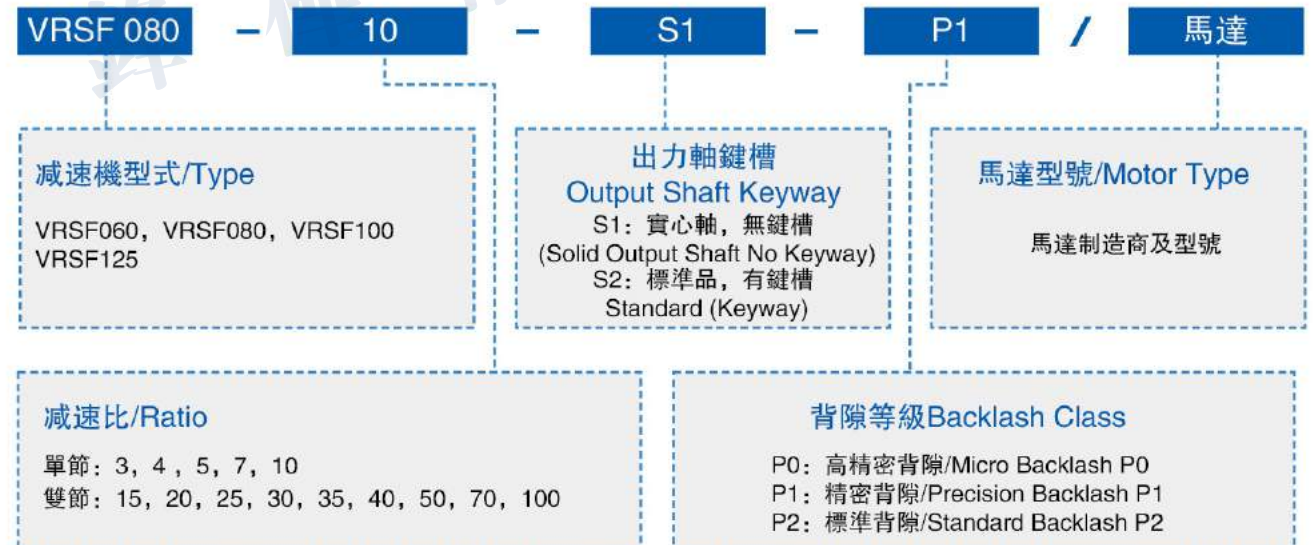 VRSF 080 - 10 - S1 - P1 / 馬達
减速機型式/Type
VRSF060，VRSF080，VRSF100
VRSF125
出力軸鍵槽
Output Shaft Keyway
S1：實心軸，無鍵槽
(Solid Output Shaft No Keyway)
S2：標準品，有鍵槽
Standard (Keyway)
馬達型號/Motor Type
馬達制造商及型號
减速比/Ratio
單節：3，4，5，7，10
雙節：15，20，25，30，35，40，50，70，100
背隙等級Backlash Class
P0：高精密背隙/Micro Backlash P0
P1：精密背隙/Precision Backlash P1
P2：標準背隙/Standard Backlash P2